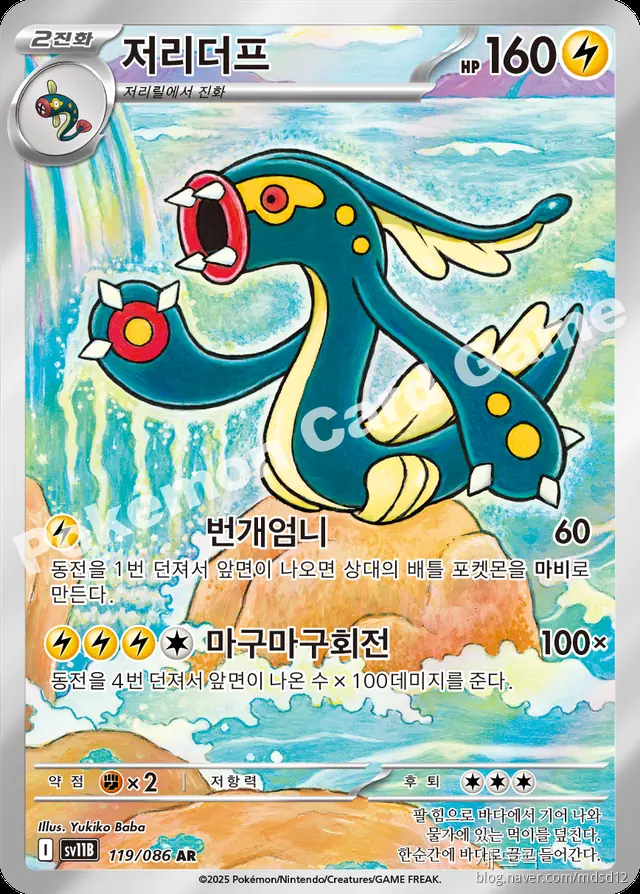 2진화
저리더프
HP 160
저리릴에서 진화
Pokémon Card Game
번개엄니 60
동전을 1번 던져서 앞면이 나오면 상대의 배틀 포켓몬을 마비로
만든다.
마구마구회전 100×
동전을 4번 던져서 앞면이 나온 수 × 100데미지를 준다.
약점 ×2 저항력 후퇴
Illus. Yukiko Baba
I sv11B 119/086 AR
팔 힘으로 바다에서 기어 나와
물가에 있는 먹이를 덮친다.
한순간에 바다로 끌고 들어간다.
©2025 Pokémon/Nintendo/Creatures/GAME FREAK.
blog.naver.com/mdsd12